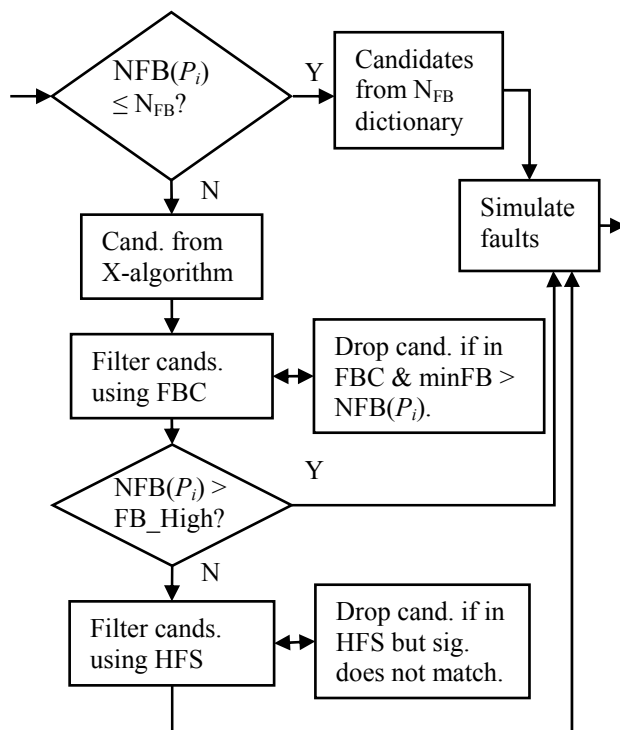 NFB(Pᵢ)
≤ N_FB?
Y
Candidates
from N_FB
dictionary
N
Simulate
faults
Cand. from
X-algorithm
Filter cands.
using FBC
Drop cand. if in
FBC & minFB >
NFB(Pᵢ).
NFB(Pᵢ) >
FB_High?
Y
N
Filter cands.
using HFS
Drop cand. if in
HFS but sig.
does not match.